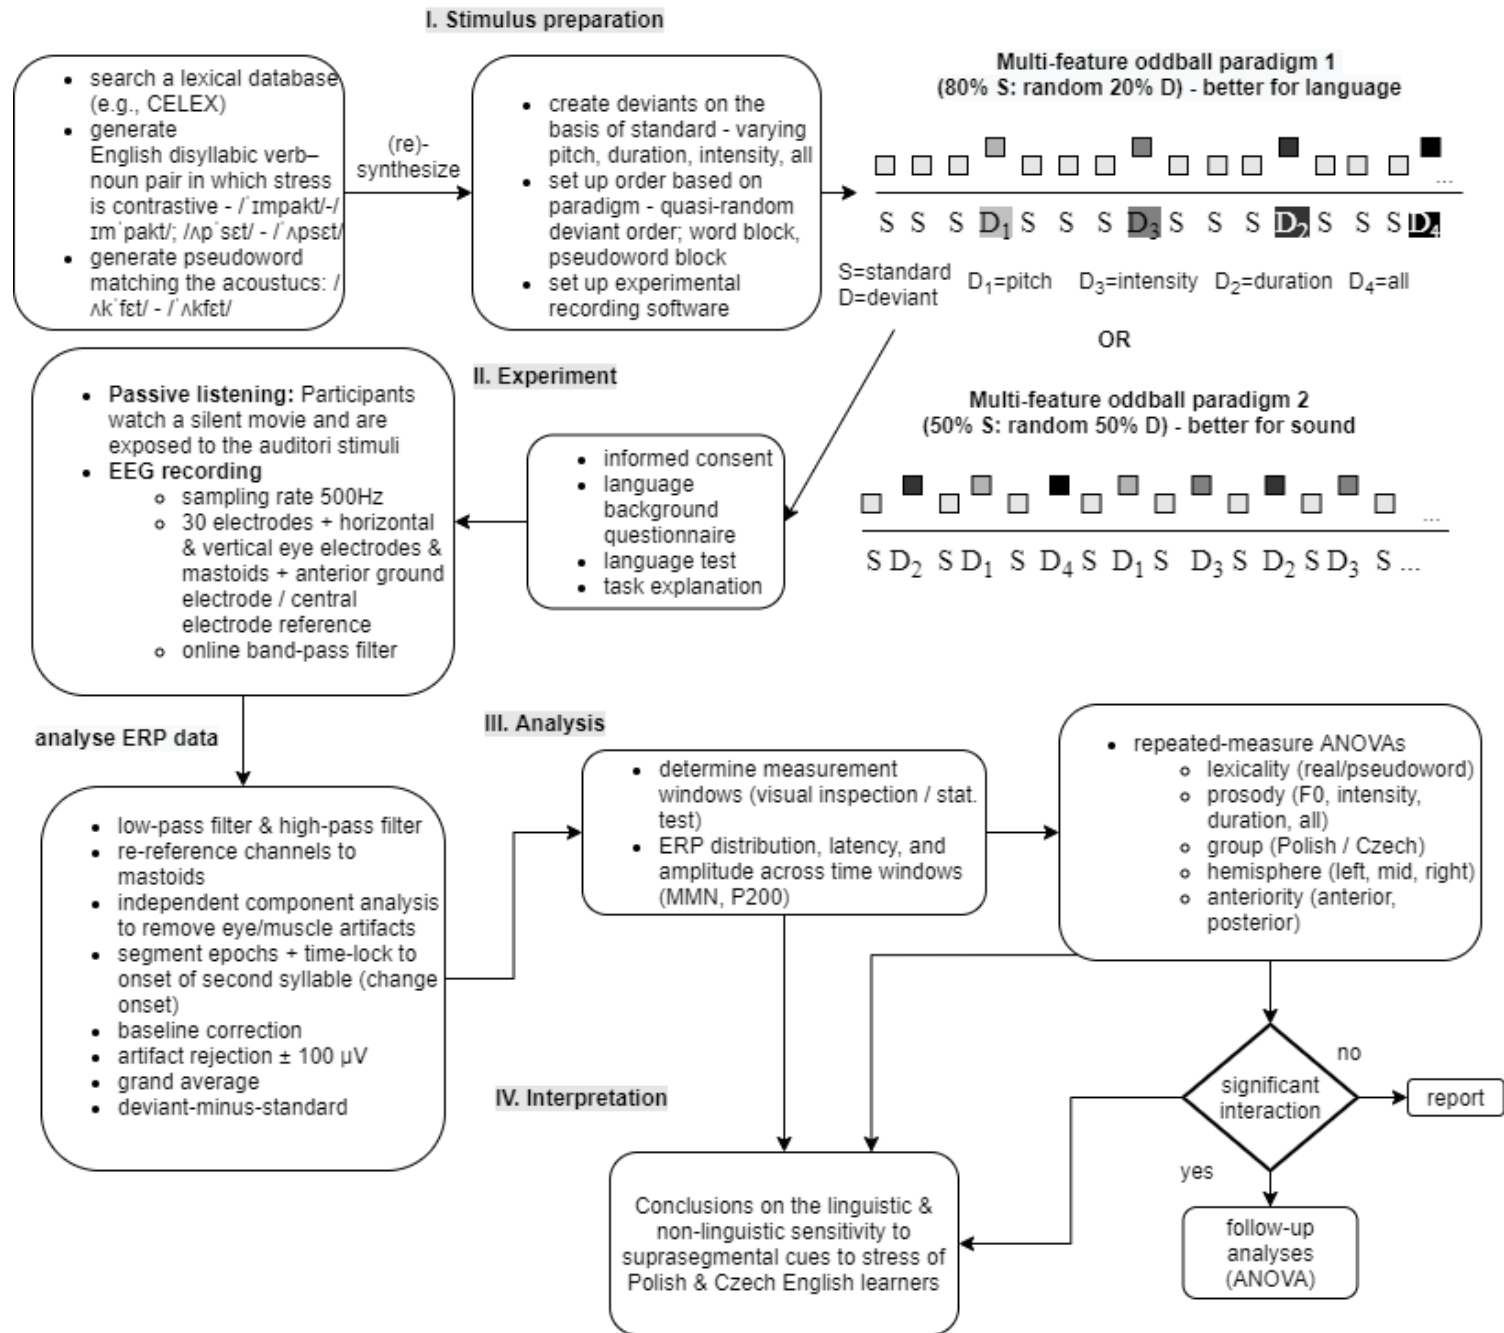 I. Stimulus preparation
• search a lexical database
(e.g., CELEX)
• generate
English disyllabic verb–
noun pair in which stress
is contrastive - /ˈɪmpakt/-/
ɪmˈpakt/; /ʌpˈsɛt/ - /ˈʌpsɛt/
• generate pseudoword
matching the acoustucs: /
ʌkˈfɛt/ - /ˈʌkfɛt/
(re)-
synthesize
• create deviants on the
basis of standard - varying
pitch, duration, intensity, all
• set up order based on
paradigm - quasi-random
deviant order; word block,
pseudoword block
• set up experimental
recording software
Multi-feature oddball paradigm 1
(80% S: random 20% D) - better for language
...
S S S D1 S S S D3 S S S D2 S S S D4
S=standard
D=deviant
D1=pitch D3=intensity D2=duration D4=all
OR
Multi-feature oddball paradigm 2
(50% S: random 50% D) - better for sound
...
S D2 S D1 S D4 S D1 S D3 S D2 S D3 S ...
II. Experiment
• informed consent
• language
background
questionnaire
• language test
• task explanation
• Passive listening: Participants
watch a silent movie and are
exposed to the auditori stimuli
• EEG recording
o sampling rate 500Hz
o 30 electrodes + horizontal
& vertical eye electrodes &
mastoids + anterior ground
electrode / central
electrode reference
o online band-pass filter
analyse ERP data
• low-pass filter & high-pass filter
• re-reference channels to
mastoids
• independent component analysis
to remove eye/muscle artifacts
• segment epochs + time-lock to
onset of second syllable (change
onset)
• baseline correction
• artifact rejection ± 100 µV
• grand average
• deviant-minus-standard
III. Analysis
• determine measurement
windows (visual inspection / stat.
test)
• ERP distribution, latency, and
amplitude across time windows
(MMN, P200)
• repeated-measure ANOVAs
o lexicality (real/pseudoword)
o prosody (F0, intensity,
duration, all)
o group (Polish / Czech)
o hemisphere (left, mid, right)
o anteriority (anterior,
posterior)
significant
interaction
no
report
yes
follow-up
analyses
(ANOVA)
IV. Interpretation
Conclusions on the linguistic &
non-linguistic sensitivity to
suprasegmental cues to stress of
Polish & Czech English learners